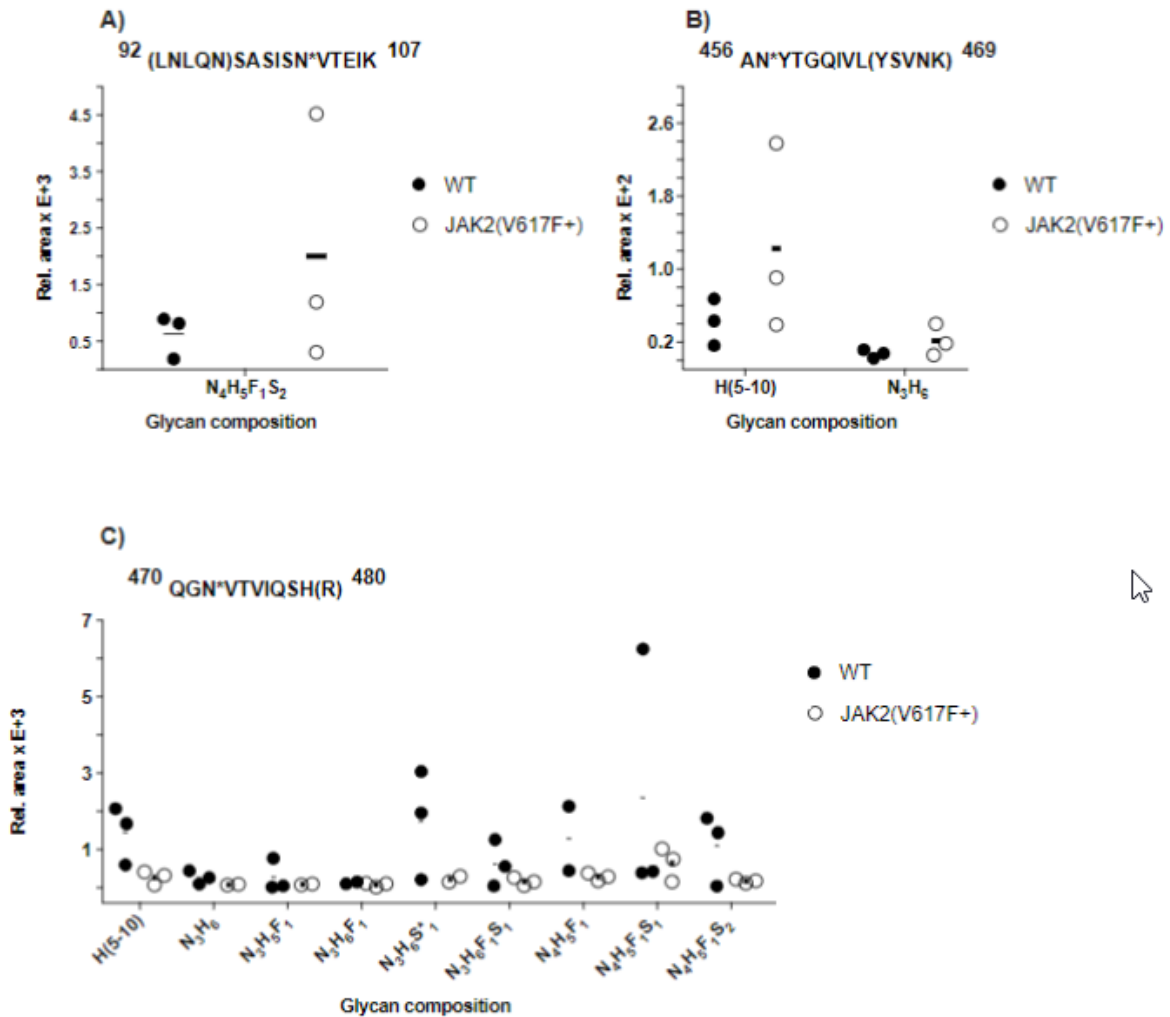 A)
92 (LNLQN)SASISN*VTEIK 107
4.5
3.5
2.5
1.5
0.5
Rel. area x E+3
WT
JAK2(V617F+)
N4H5F1S2
Glycan composition
B)
456 AN*YTGQIVL(YSVNK) 469
2.6
1.8
1.0
0.2
Rel. area x E+2
WT
JAK2(V617F+)
H(5-10) N3H6
Glycan composition
C)
470 QGN*VTVIQSH(R) 480
7
5
3
1
Rel. area x E+3
WT
JAK2(V617F+)
H(5-10) N3H6 N3H5F1 N3H6F1 N3H6S*1 N3H6F1S1 N4H5F1 N4H5F1S1 N4H5F1S2
Glycan composition